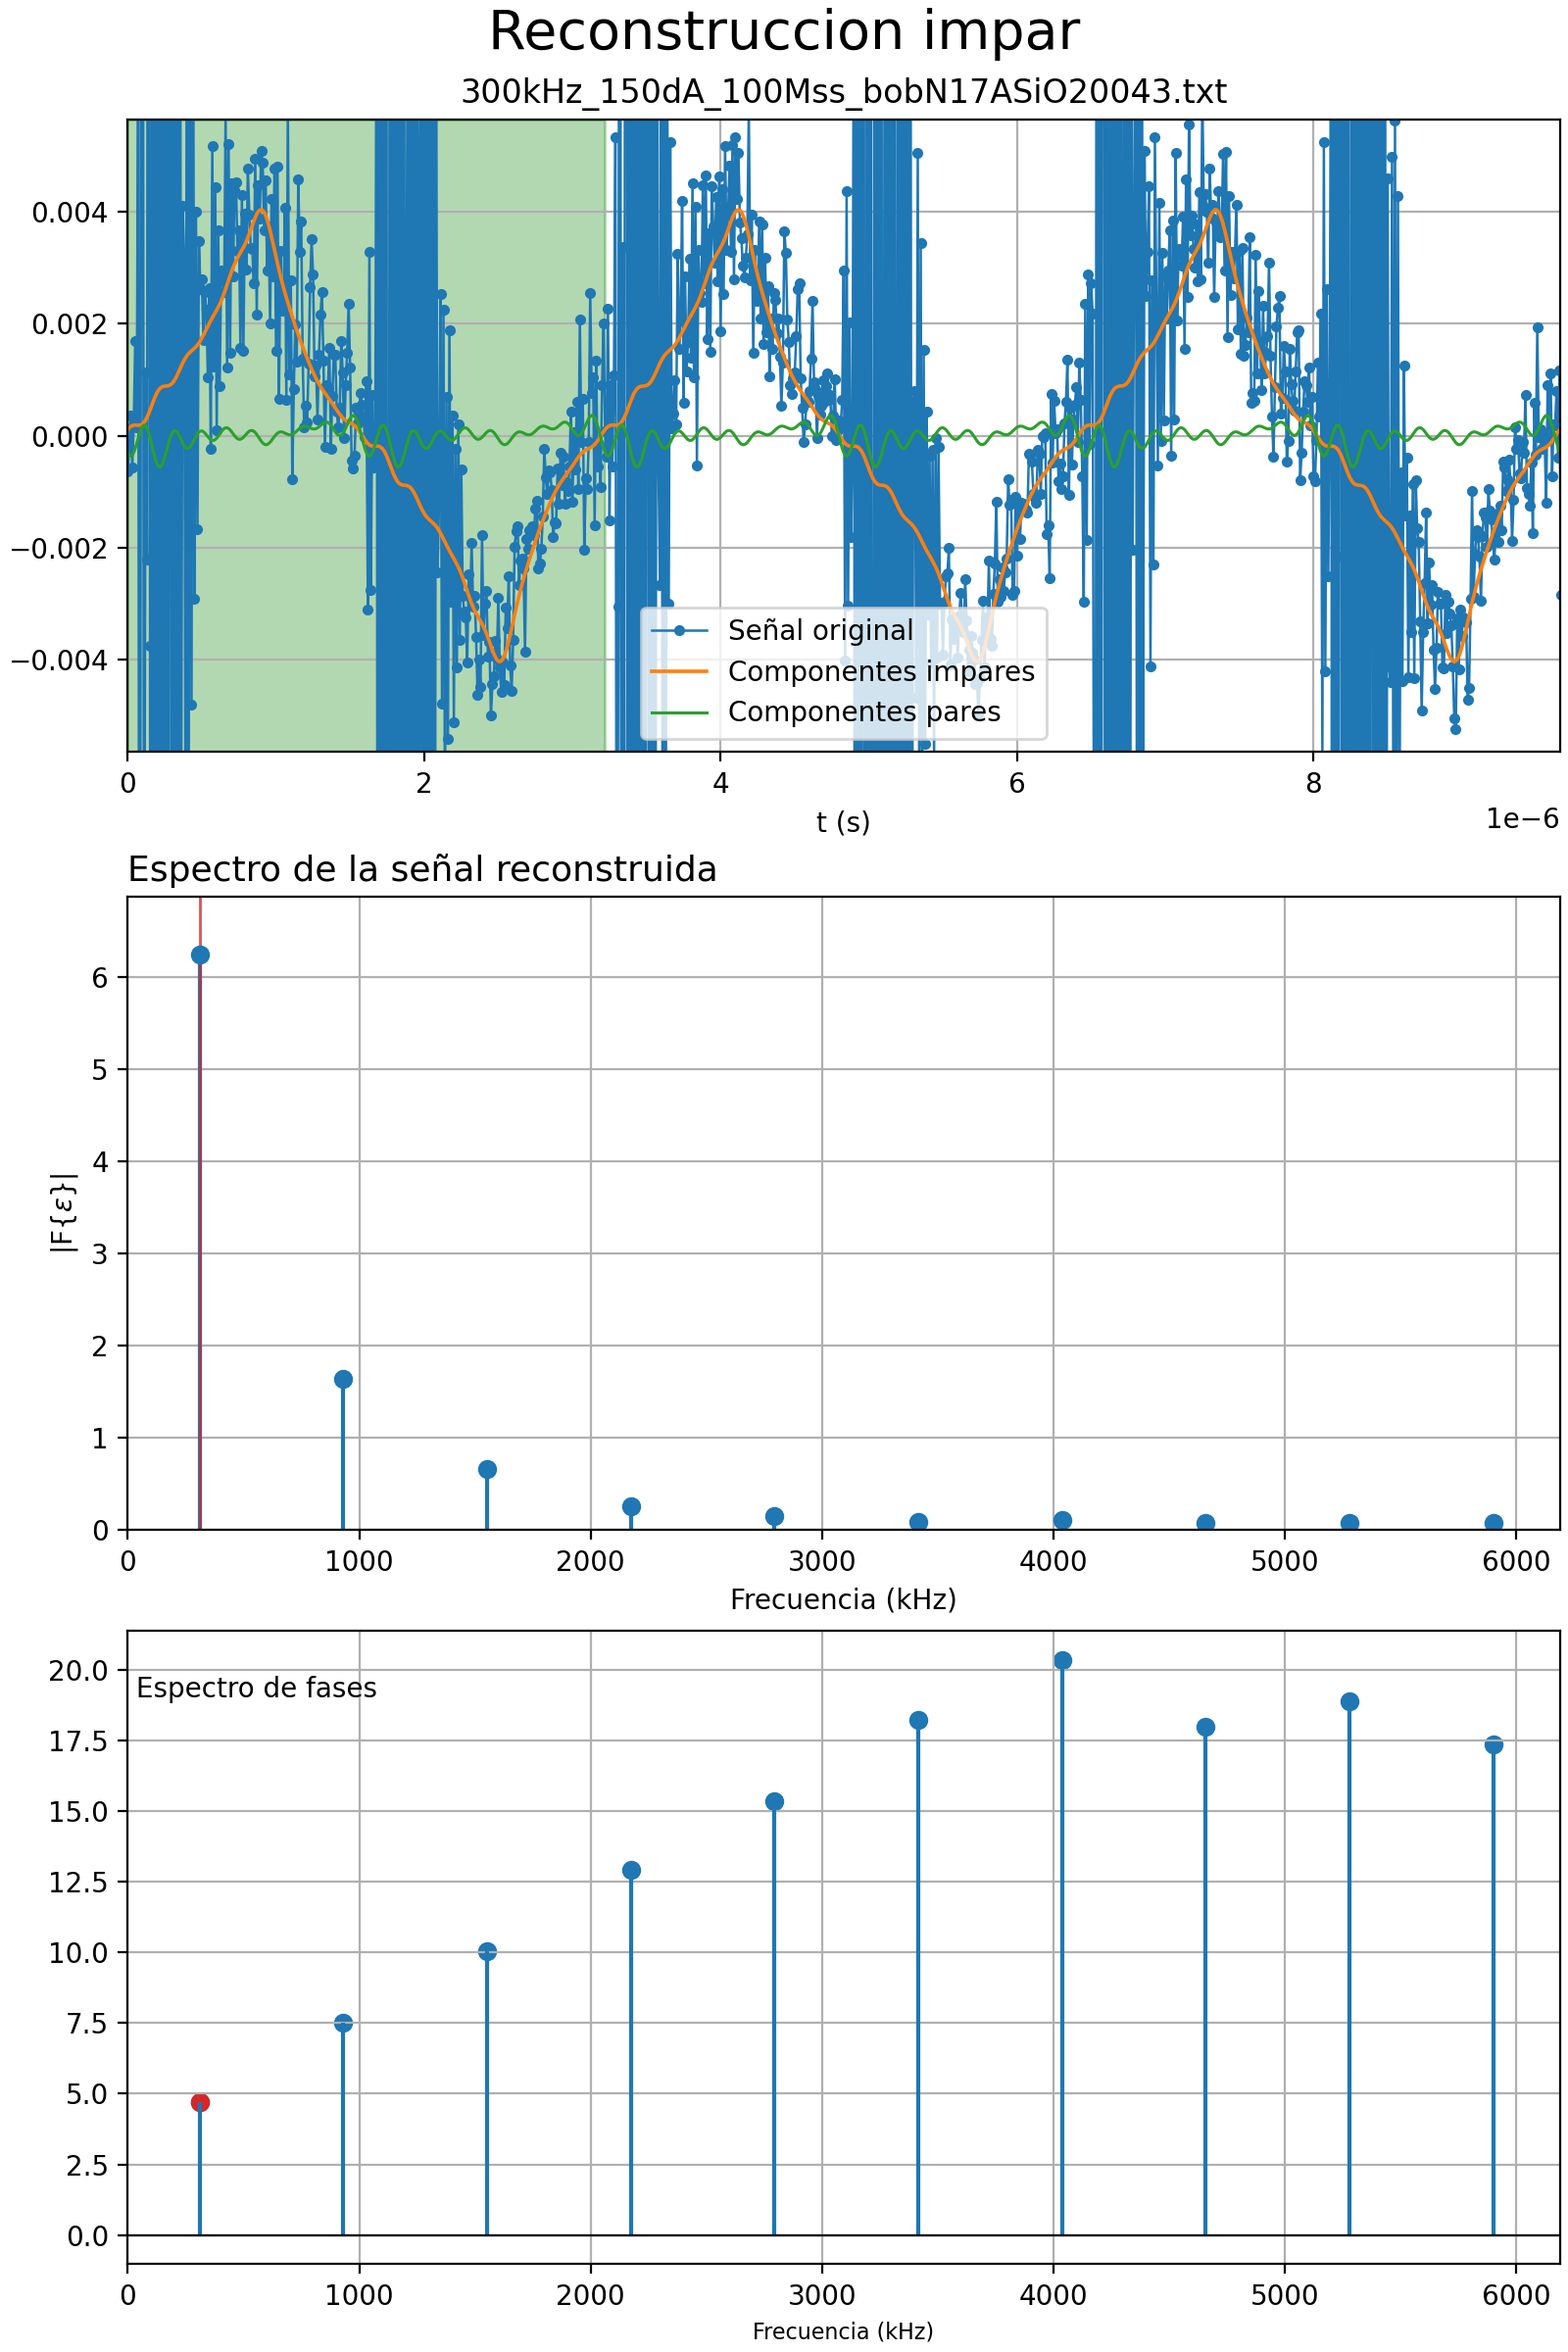 Reconstruccion impar
300kHz_150dA_100Mss_bobN17ASiO20043.txt
0.004
0.002
0.000
−0.002
−0.004
Señal original
Componentes impares
Componentes pares
0 2 4 6 8
1e−6
t (s)
Espectro de la señal reconstruida
6
5
4
3
2
1
0
|F{ε}|
0 1000 2000 3000 4000 5000 6000
Frecuencia (kHz)
Espectro de fases
20.0
17.5
15.0
12.5
10.0
7.5
5.0
2.5
0.0
0 1000 2000 3000 4000 5000 6000
Frecuencia (kHz)